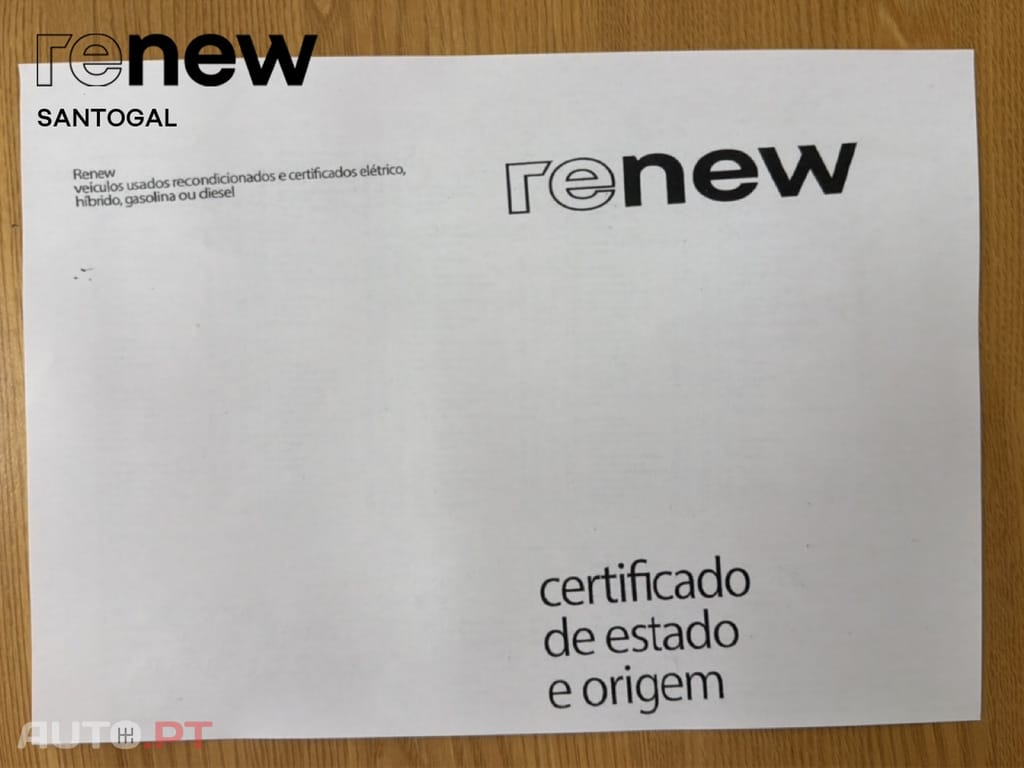 renew
SANTOGAL
renew
Renew
veículos usados recondicionados e certificados elétrico,
híbrido, gasolina ou diesel
certificado
de estado
e origem
AUTO.PT